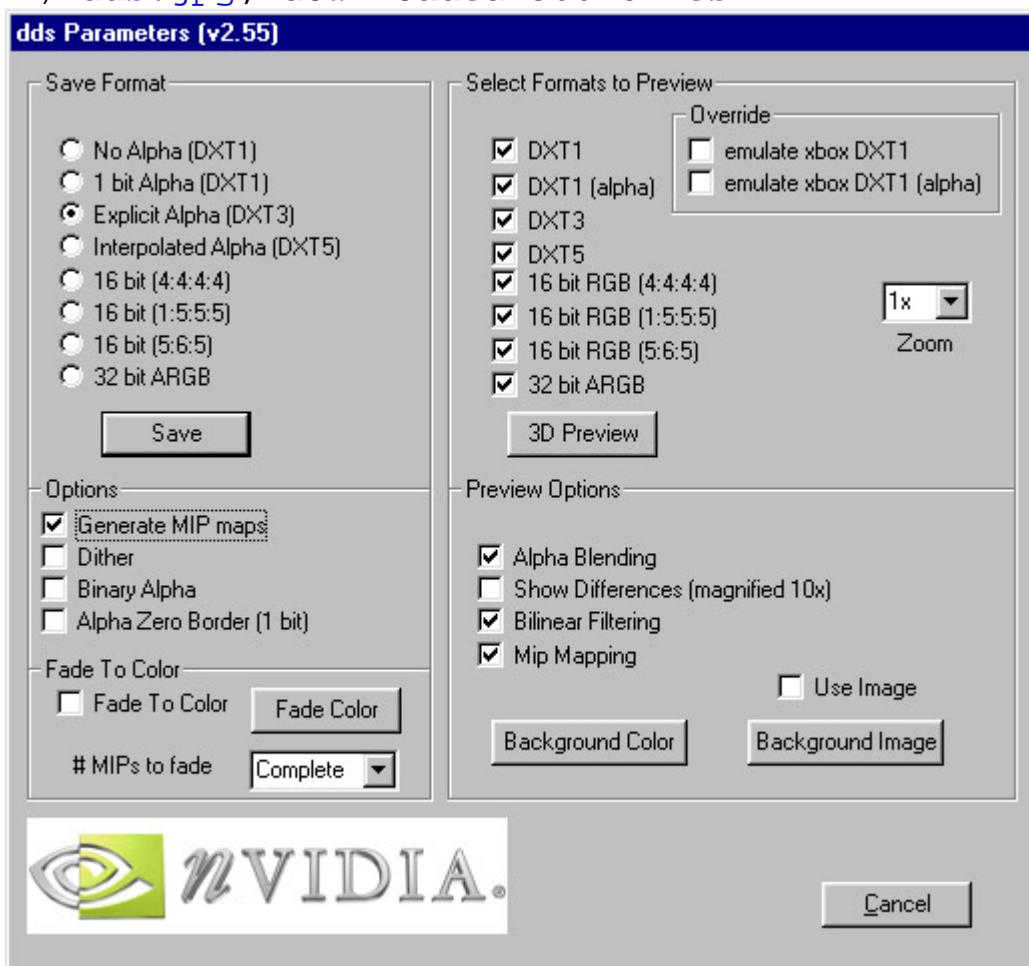 dds Parameters (v2.55)
Save Format
No Alpha (DXT1)
1 bit Alpha (DXT1)
Explicit Alpha (DXT3)
Interpolated Alpha (DXT5)
16 bit (4:4:4:4)
16 bit (1:5:5:5)
16 bit (5:6:5)
32 bit ARGB
Save
Select Formats to Preview
DXT1
DXT1 (alpha)
DXT3
DXT5
16 bit RGB (4:4:4:4)
16 bit RGB (1:5:5:5)
16 bit RGB (5:6:5)
32 bit ARGB
3D Preview
Override
emulate xbox DXT1
emulate xbox DXT1 (alpha)
1x
Zoom
Options
Generate MIP maps
Dither
Binary Alpha
Alpha Zero Border (1 bit)
Fade To Color
Fade To Color
Fade Color
# MIPs to fade
Complete
Preview Options
Alpha Blending
Show Differences (magnified 10x)
Bilinear Filtering
Mip Mapping
Use Image
Background Color
Background Image
nVIDIA.
Cancel